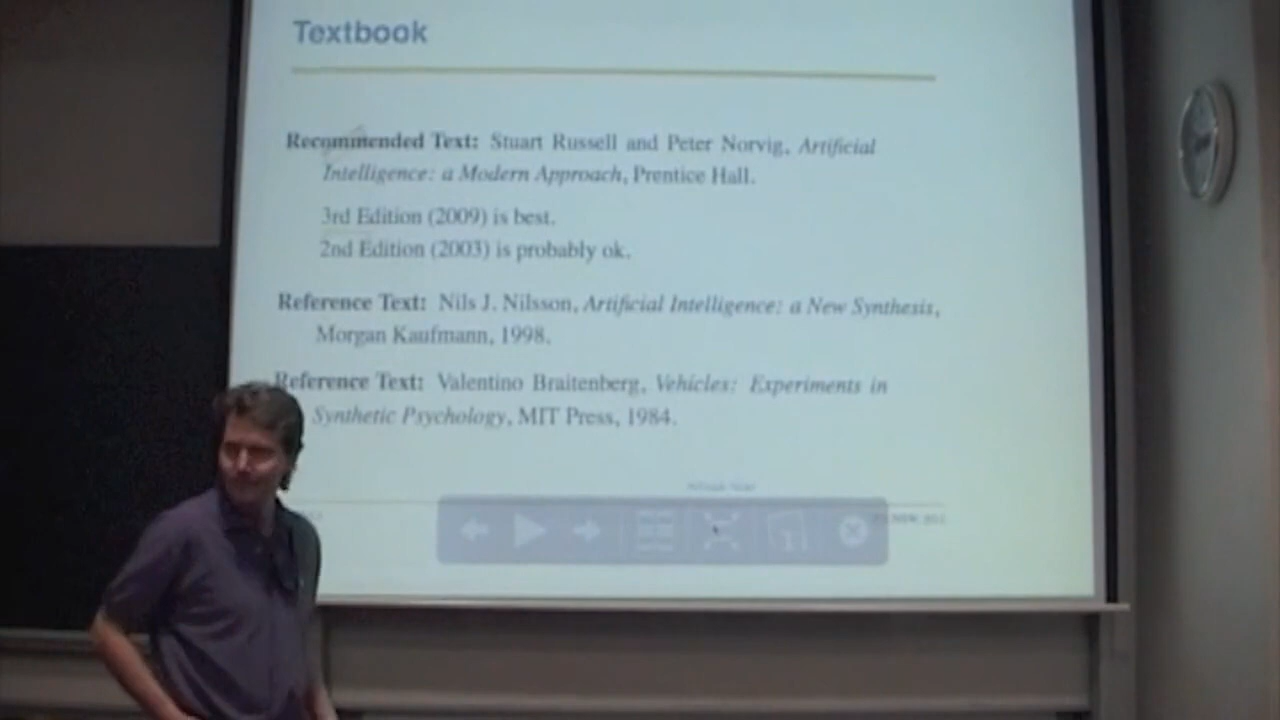 Textbook
Recommended Text: Stuart Russell and Peter Norvig, Artificial
Intelligence: a Modern Approach, Prentice Hall.
3rd Edition (2009) is best.
2nd Edition (2003) is probably ok.
Reference Text: Nils J. Nilsson, Artificial Intelligence: a New Synthesis,
Morgan Kaufmann, 1998.
Reference Text: Valentino Braitenberg, Vehicles: Experiments in
Synthetic Psychology, MIT Press, 1984.